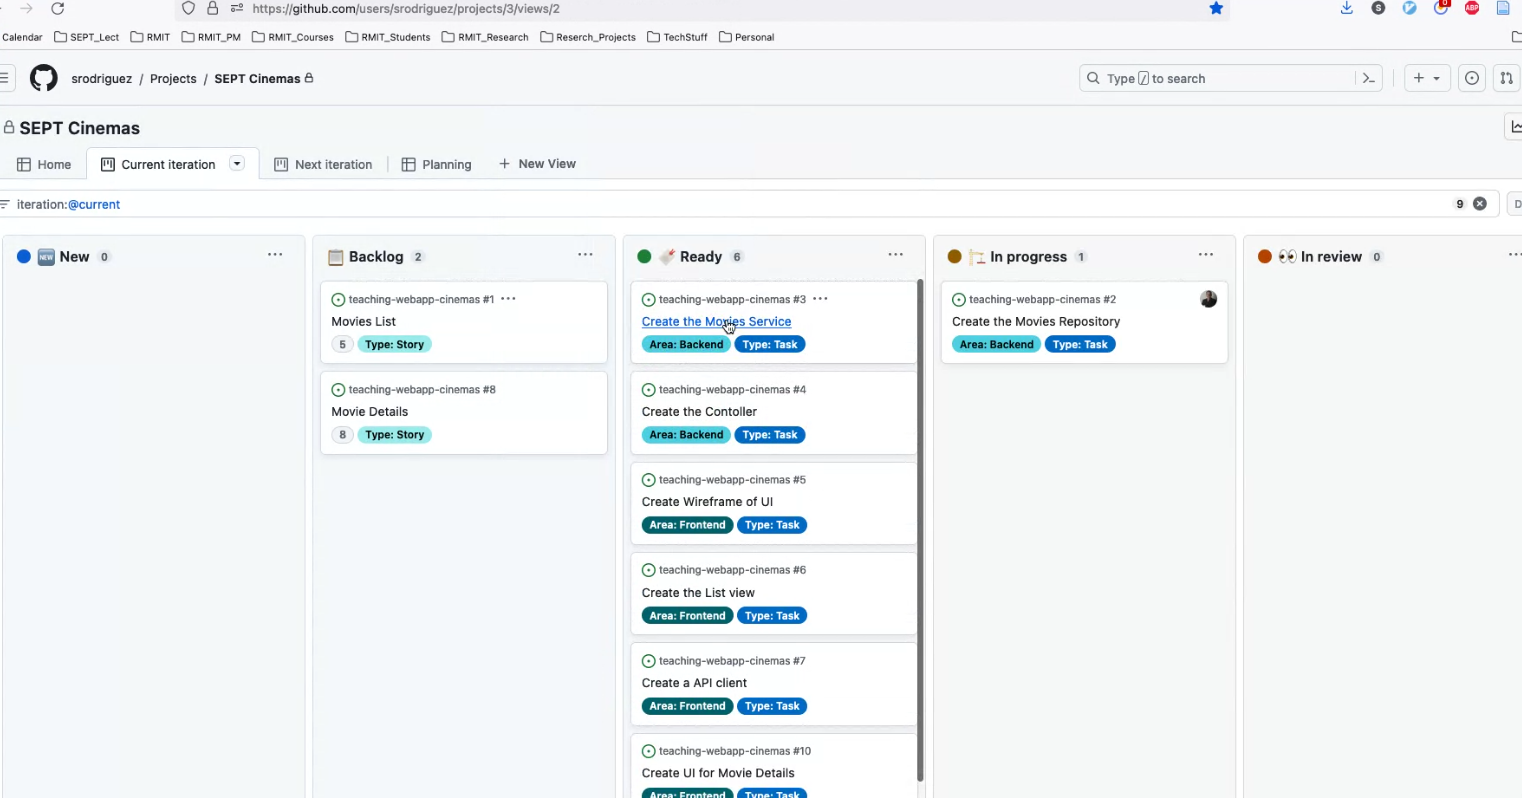 https://github.com/users/srodriguez/projects/3/views/2
0
S
ABP
Calendar SEPT_Lect RMIT RMIT_PM RMIT_Courses RMIT_Students RMIT_Research Reserch_Projects TechStuff Personal
srodriguez / Projects / SEPT Cinemas
Type / to search
SEPT Cinemas
Home Current iteration Next iteration Planning + New View
iteration:@current
9
D
NEW New 0
Backlog 2
Ready 6
In progress 1
In review 0
teaching-webapp-cinemas #1 ···
Movies List
5 Type: Story
teaching-webapp-cinemas #8
Movie Details
8 Type: Story
teaching-webapp-cinemas #3 ···
Create the Movies Service
Area: Backend Type: Task
teaching-webapp-cinemas #4
Create the Contoller
Area: Backend Type: Task
teaching-webapp-cinemas #5
Create Wireframe of UI
Area: Frontend Type: Task
teaching-webapp-cinemas #6
Create the List view
Area: Frontend Type: Task
teaching-webapp-cinemas #7
Create a API client
Area: Frontend Type: Task
teaching-webapp-cinemas #10
Create UI for Movie Details
Area: Frontend Type: Task
teaching-webapp-cinemas #2
Create the Movies Repository
Area: Backend Type: Task